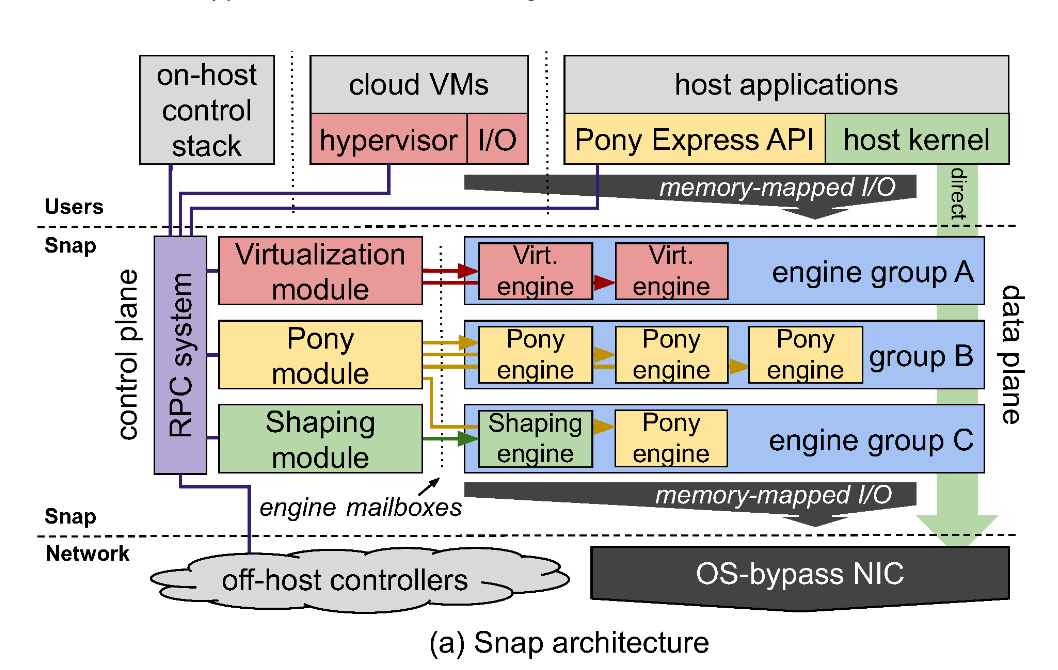 on-host
control
stack
cloud VMs
hypervisor
I/O
host applications
Pony Express API
host kernel
memory-mapped I/O
direct
Users
Snap
control plane
RPC system
Virtualization
module
Virt.
engine
Virt.
engine
engine group A
data plane
Pony
module
Pony
engine
Pony
engine
Pony
engine
group B
Shaping
module
Shaping
engine
Pony
engine
engine group C
engine mailboxes
memory-mapped I/O
Snap
Network
off-host controllers
OS-bypass NIC
(a) Snap architecture